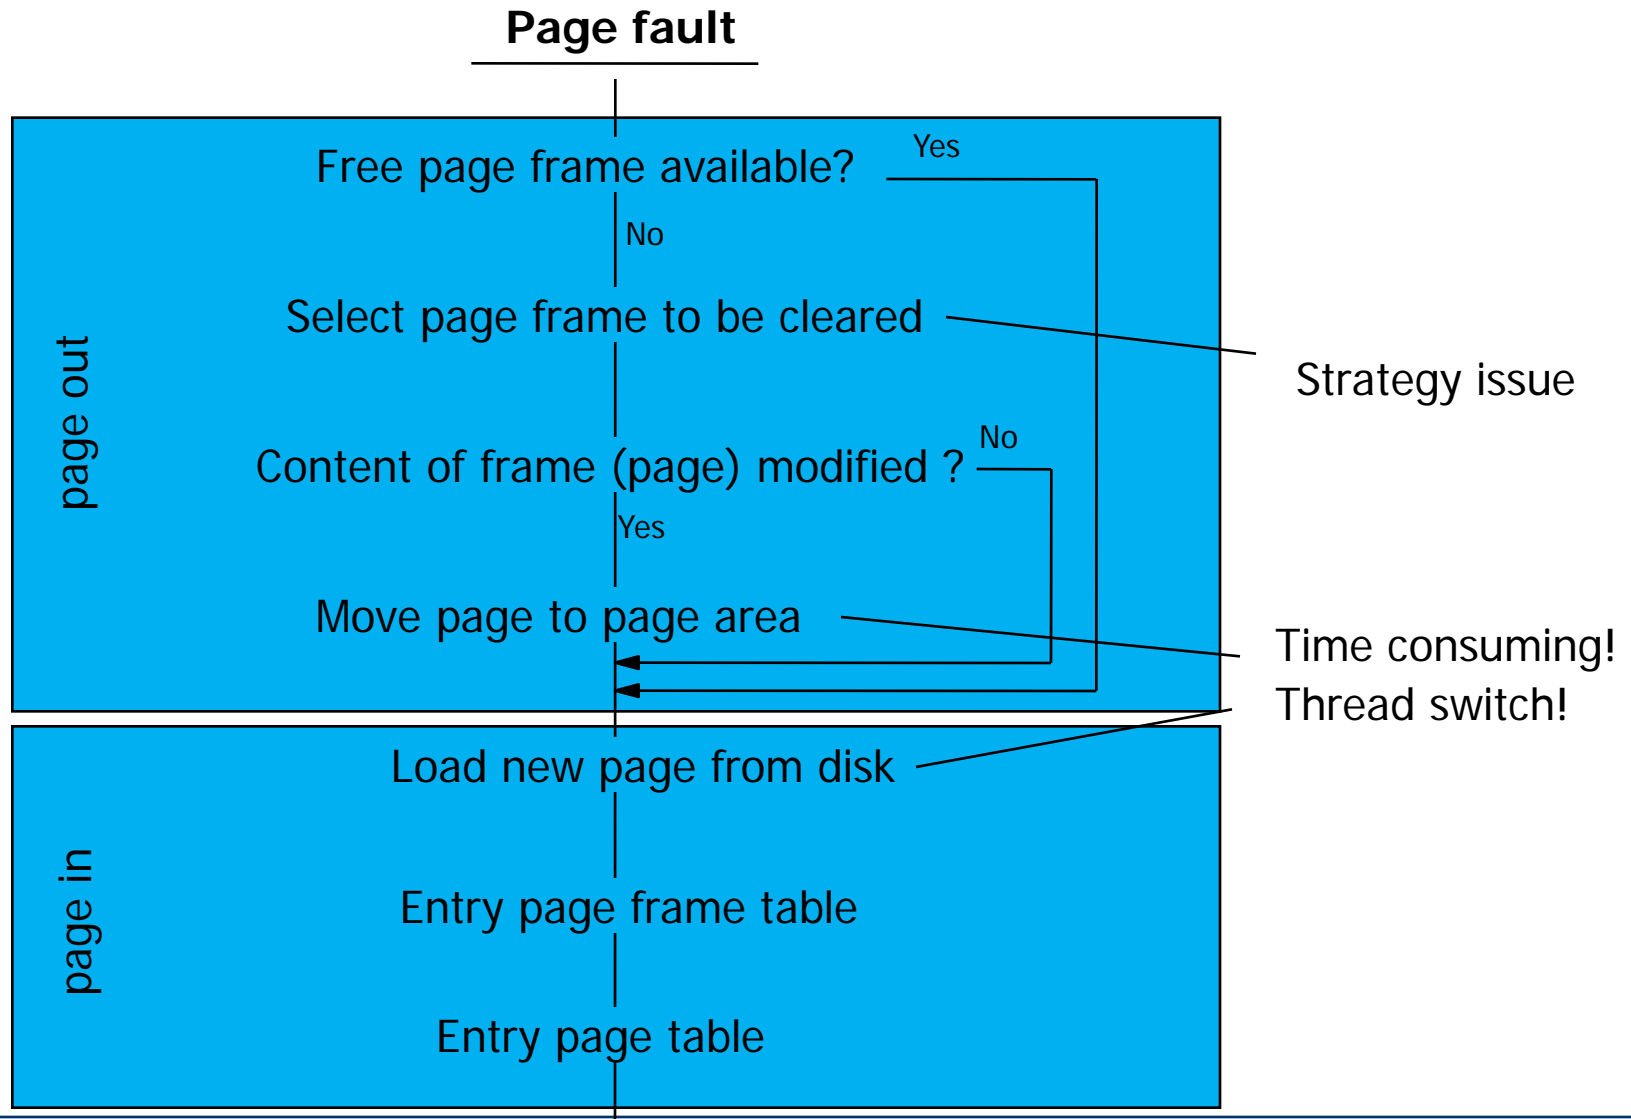 Page fault
Free page frame available?
Yes
No
Select page frame to be cleared
Strategy issue
page out
Content of frame (page) modified ?
No
Yes
Move page to page area
Time consuming!
Thread switch!
Load new page from disk
page in
Entry page frame table
Entry page table